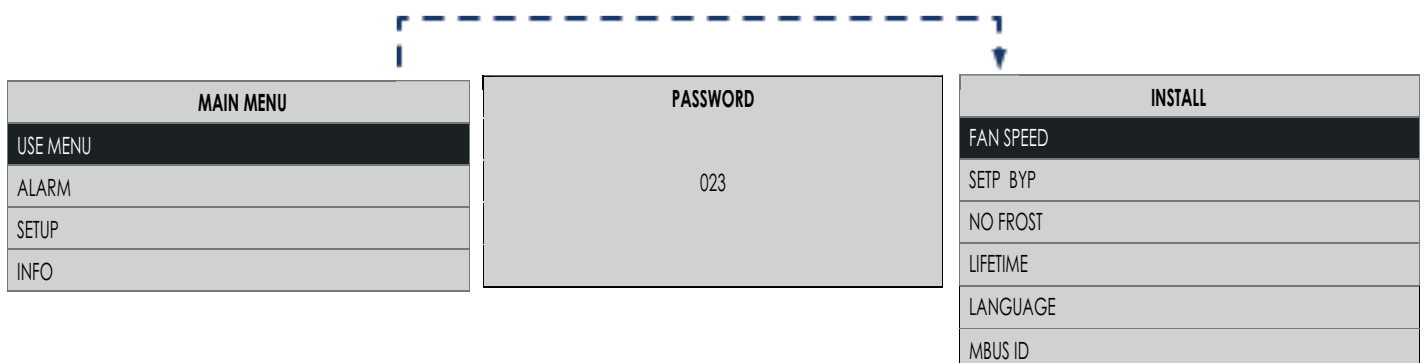 MAIN MENU
USE MENU
ALARM
SETUP
INFO
PASSWORD
023
INSTALL
FAN SPEED
SETP BYP
NO FROST
LIFETIME
LANGUAGE
MBUS ID